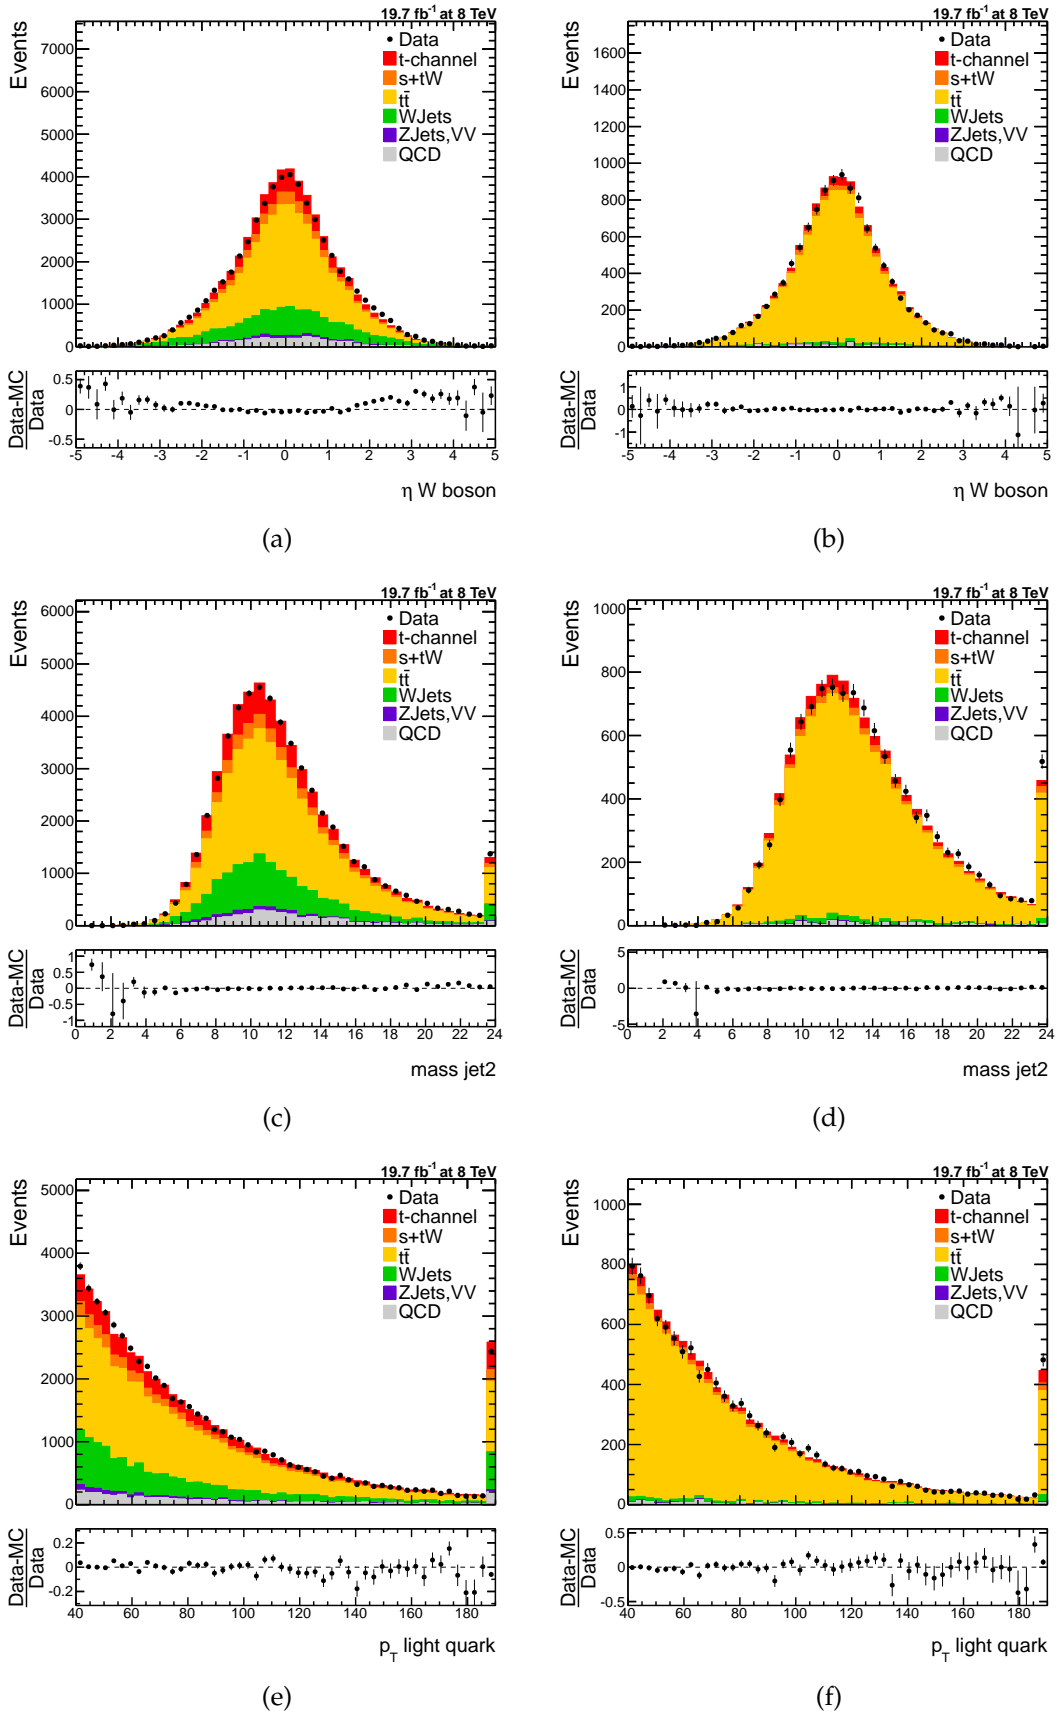 19.7 fb⁻¹ at 8 TeV
Events
7000
6000
5000
4000
3000
2000
1000
0
Data
t-channel
s+tW
tt̄
WJets
ZJets,VV
QCD
Data-MC
Data
0.5
0
-0.5
-5 -4 -3 -2 -1 0 1 2 3 4 5
η W boson
(a)
19.7 fb⁻¹ at 8 TeV
Events
1600
1400
1200
1000
800
600
400
200
0
Data
t-channel
s+tW
tt̄
WJets
ZJets,VV
QCD
Data-MC
Data
1
0
-1
-5 -4 -3 -2 -1 0 1 2 3 4 5
η W boson
(b)
19.7 fb⁻¹ at 8 TeV
Events
6000
5000
4000
3000
2000
1000
0
Data
t-channel
s+tW
tt̄
WJets
ZJets,VV
QCD
Data-MC
Data
1
0.5
0
-0.5
-1
0 2 4 6 8 10 12 14 16 18 20 22 24
mass jet2
(c)
19.7 fb⁻¹ at 8 TeV
Events
1000
800
600
400
200
0
Data
t-channel
s+tW
tt̄
WJets
ZJets,VV
QCD
Data-MC
Data
5
0
-5
0 2 4 6 8 10 12 14 16 18 20 22 24
mass jet2
(d)
19.7 fb⁻¹ at 8 TeV
Events
5000
4000
3000
2000
1000
0
Data
t-channel
s+tW
tt̄
WJets
ZJets,VV
QCD
Data-MC
Data
0.2
0
-0.2
40 60 80 100 120 140 160 180
p_T light quark
(e)
19.7 fb⁻¹ at 8 TeV
Events
1000
800
600
400
200
0
Data
t-channel
s+tW
tt̄
WJets
ZJets,VV
QCD
Data-MC
Data
0.5
0
-0.5
40 60 80 100 120 140 160 180
p_T light quark
(f)